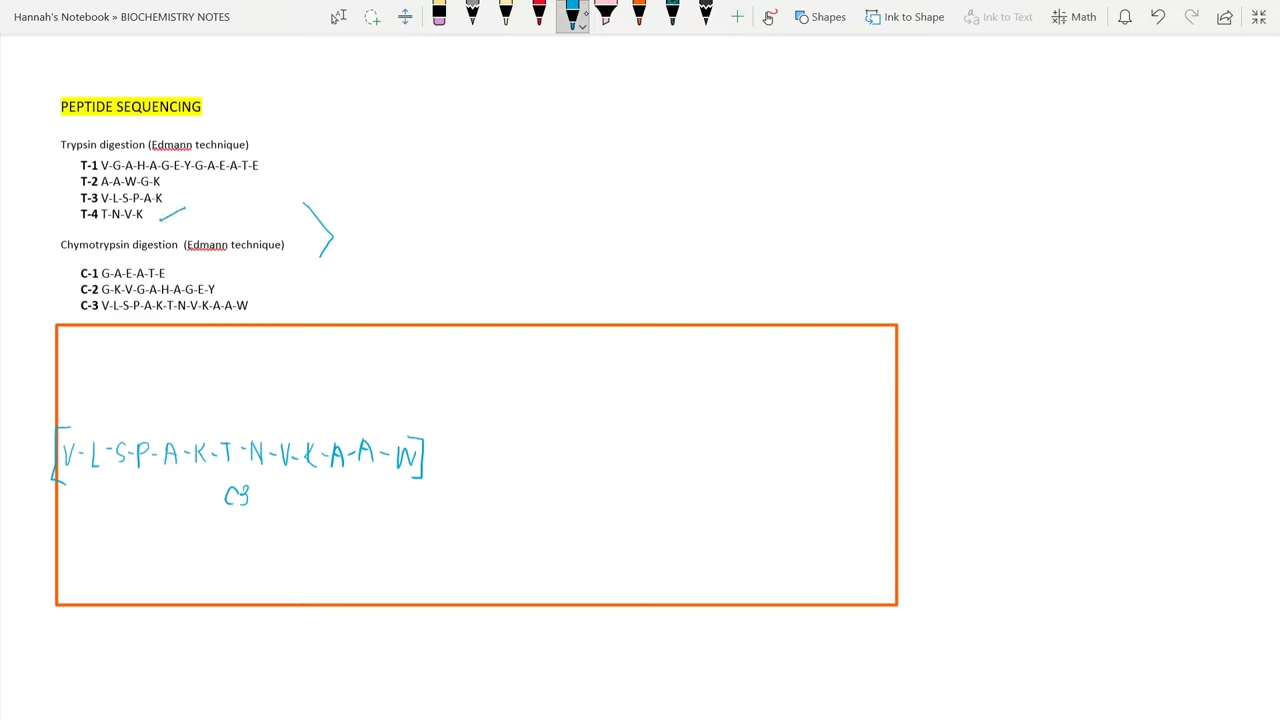 Hannah's Notebook » BIOCHEMISTRY NOTES
Shapes
Ink to Shape
Ink to Text
Math
PEPTIDE SEQUENCING
Trypsin digestion (Edmann technique)
T-1 V-G-A-H-A-G-E-Y-G-A-E-A-T-E
T-2 A-A-W-G-K
T-3 V-L-S-P-A-K
T-4 T-N-V-K
Chymotrypsin digestion (Edmann technique)
C-1 G-A-E-A-T-E
C-2 G-K-V-G-A-H-A-G-E-Y
C-3 V-L-S-P-A-K-T-N-V-K-A-A-W
[V-L-S-P-A-K-T-N-V-K-A-A-W]
C3